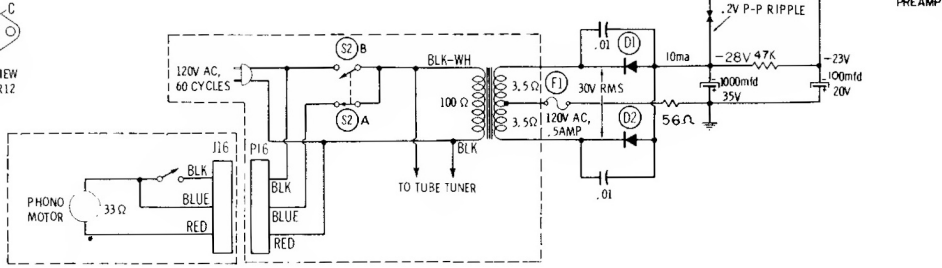 C
PREAMP
.2V P-P RIPPLE
IEW
R12
120V AC,
60 CYCLES
S2 B
S2 A
BLK-WH
100Ω
3.5Ω
3.5Ω
BLK
TO TUBE TUNER
F1
120V AC,
.5AMP
30V RMS
.01
D1
D2
.01
10ma
-28V
47K
-23V
1000mfd
35V
100mfd
20V
56Ω
PHONO
MOTOR
33Ω
J16
P16
BLK
BLUE
RED
BLK
BLUE
RED